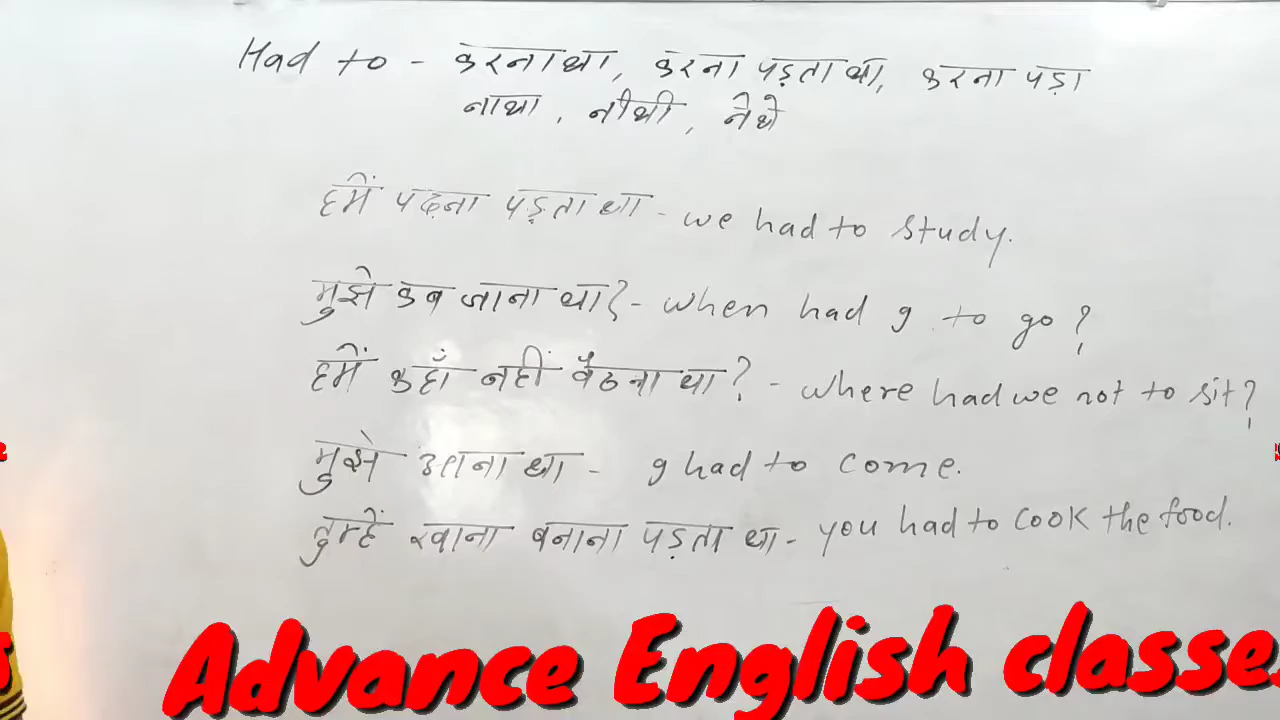 Had to - करना था, करना पड़ता था, करना पड़ा
ना था, नी थी, ने थे
हमें पढ़ना पड़ता था - we had to study.
मुझे कब जाना था? - when had I to go?
हमें कहाँ नहीं बैठना था? - where had we not to sit?
मुझे आना था - I had to come.
तुम्हें खाना बनाना पड़ता था - you had to cook the food.
Advance English classes